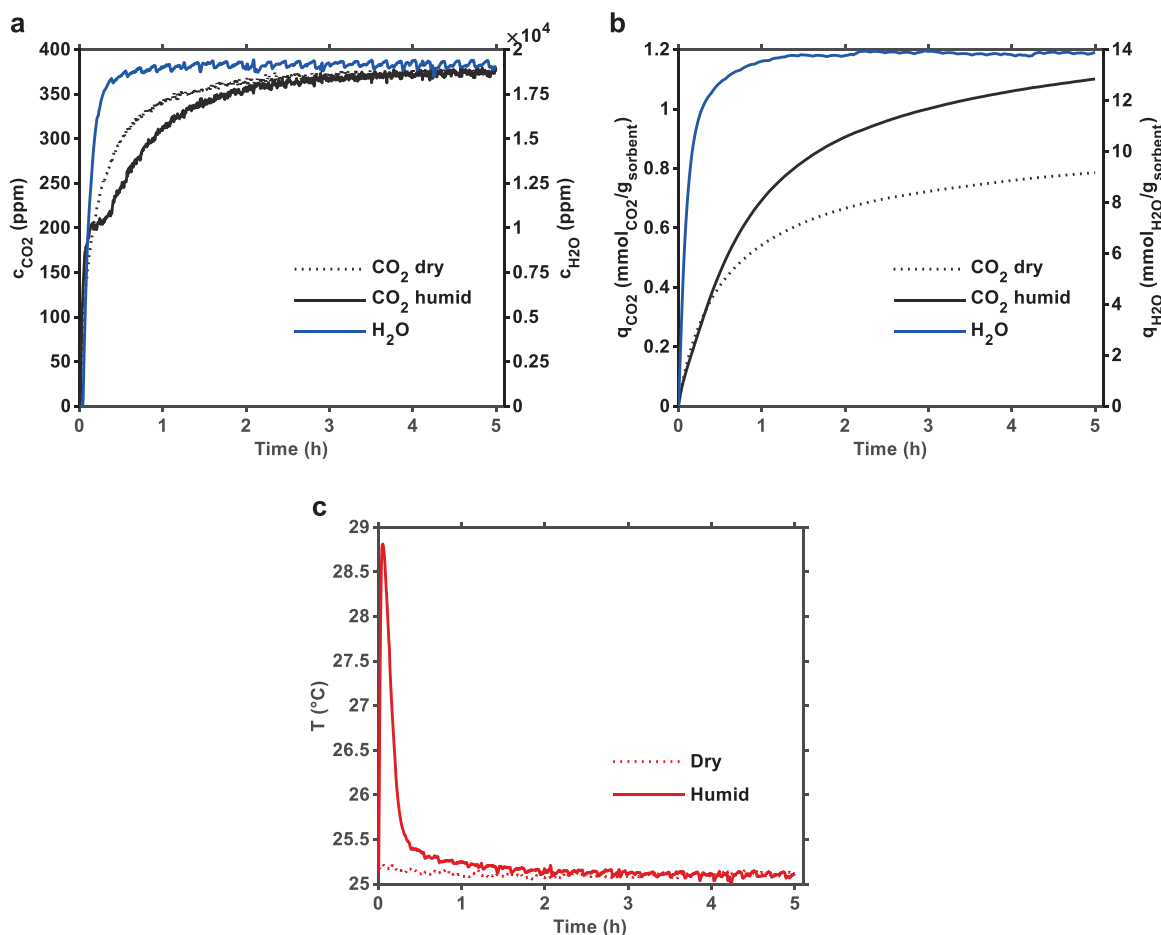 a
×10⁴
400
350
300
250
200
150
100
50
0
c_CO2 (ppm)
2
1.75
1.5
1.25
1
0.75
0.5
0.25
0
c_H2O (ppm)
CO₂ dry
CO₂ humid
H₂O
0 1 2 3 4 5
Time (h)
b
1.2
1
0.8
0.6
0.4
0.2
0
q_CO2 (mmol_CO2/g_sorbent)
14
12
10
8
6
4
2
0
q_H2O (mmol_H2O/g_sorbent)
CO₂ dry
CO₂ humid
H₂O
0 1 2 3 4 5
Time (h)
c
29
28.5
28
27.5
27
26.5
26
25.5
25
T (°C)
Dry
Humid
0 1 2 3 4 5
Time (h)